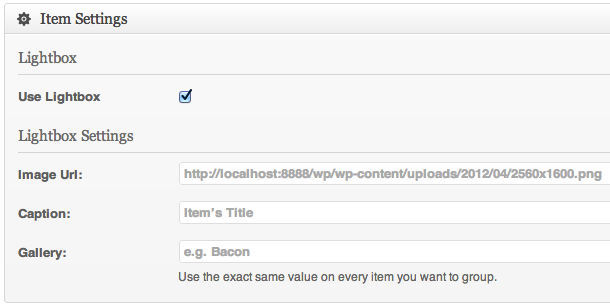 Item Settings
Lightbox
Use Lightbox
Lightbox Settings
Image Url: http://localhost:8888/wp/wp-content/uploads/2012/04/2560x1600.png
Caption: Item's Title
Gallery: e.g. Bacon
Use the exact same value on every item you want to group.